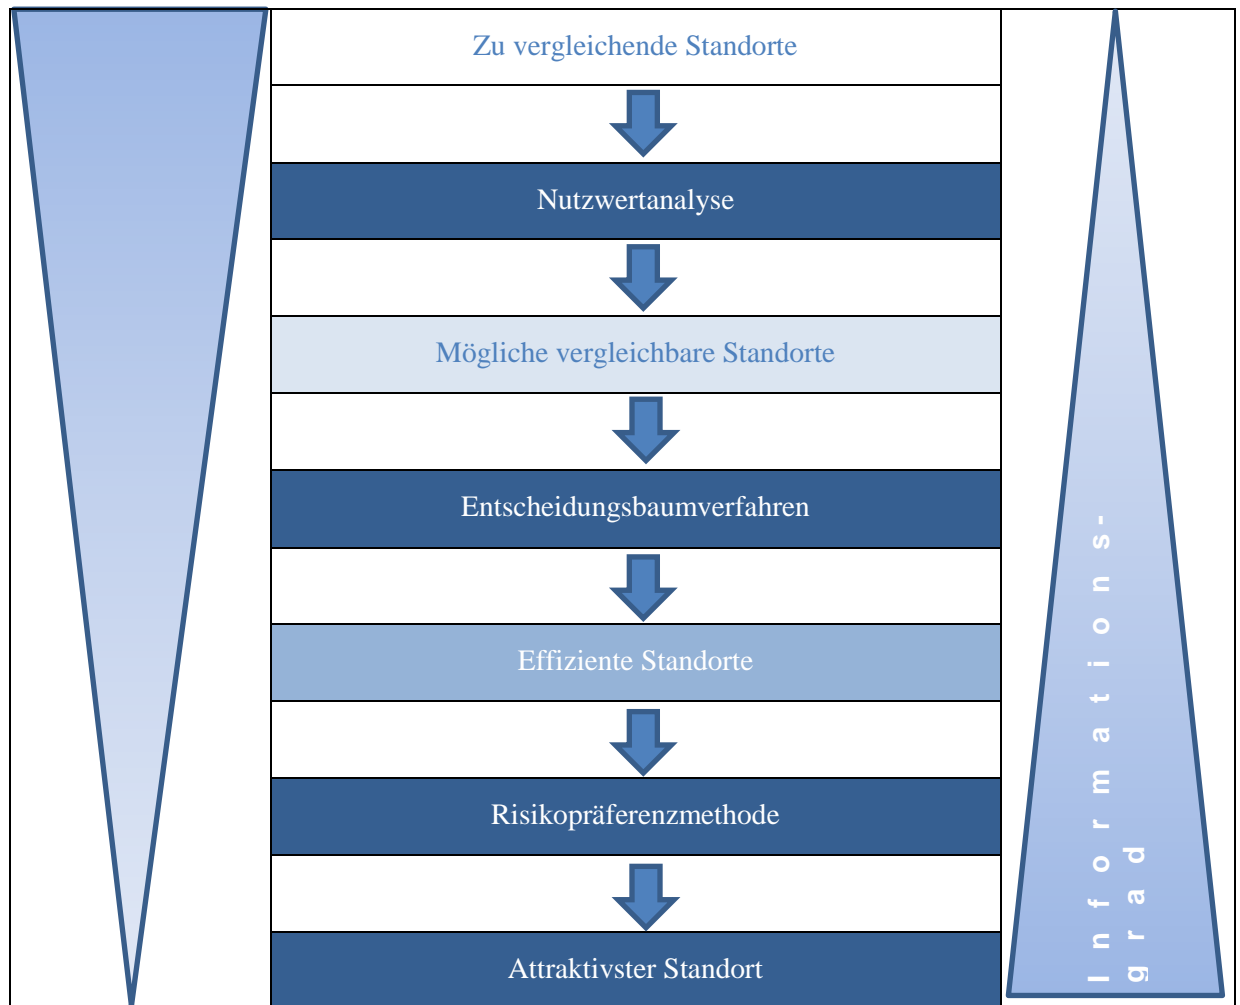 Zu vergleichende Standorte
Nutzwertanalyse
Mögliche vergleichbare Standorte
Entscheidungsbaumverfahren
Effiziente Standorte
Risikopräferenzmethode
Attraktivster Standort
Informations-
grad